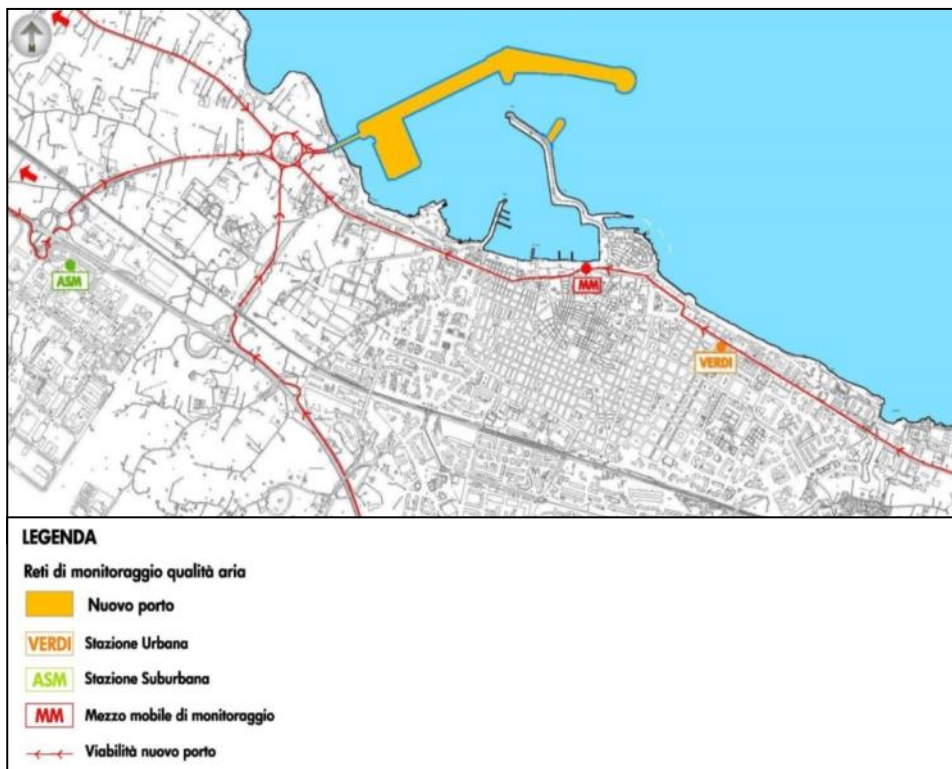 N
ASM
MM
VERDI
LEGENDA
Reti di monitoraggio qualità aria
Nuovo porto
VERDI Stazione Urbana
ASM Stazione Suburbana
MM Mezzo mobile di monitoraggio
Viabilità nuovo porto